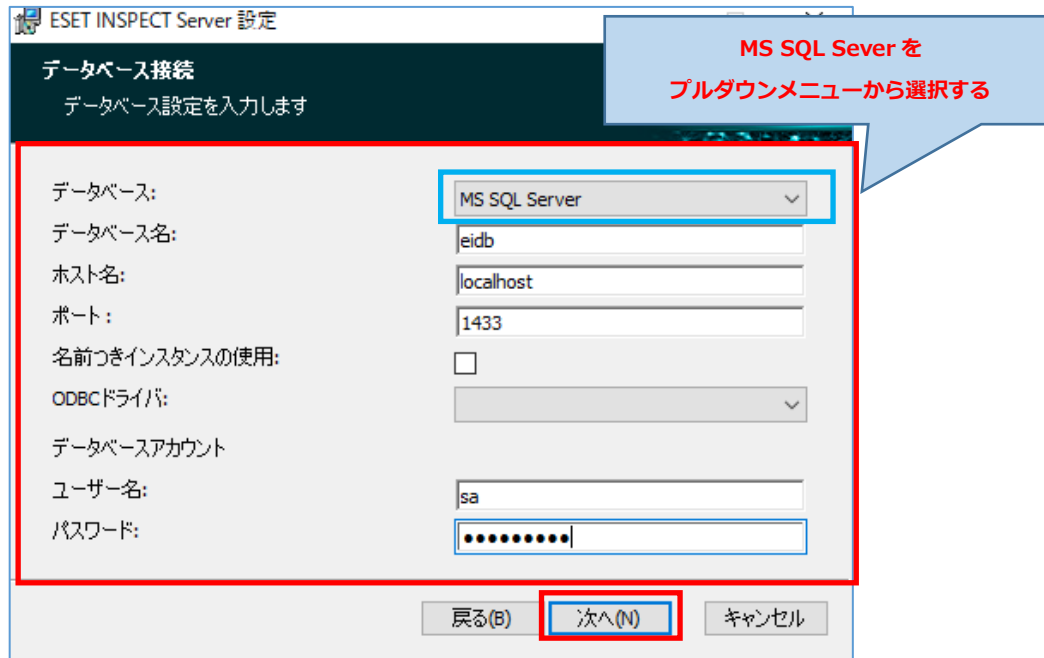 ESET INSPECT Server 設定
MS SQL Sever を
プルダウンメニューから選択する
データベース接続
データベース設定を入力します
データベース:
MS SQL Server
データベース名:
eidb
ホスト名:
localhost
ポート:
1433
名前つきインスタンスの使用:
ODBCドライバ:
データベースアカウント
ユーザー名:
sa
パスワード:
●●●●●●●●●
戻る(B)
次へ(N)
キャンセル